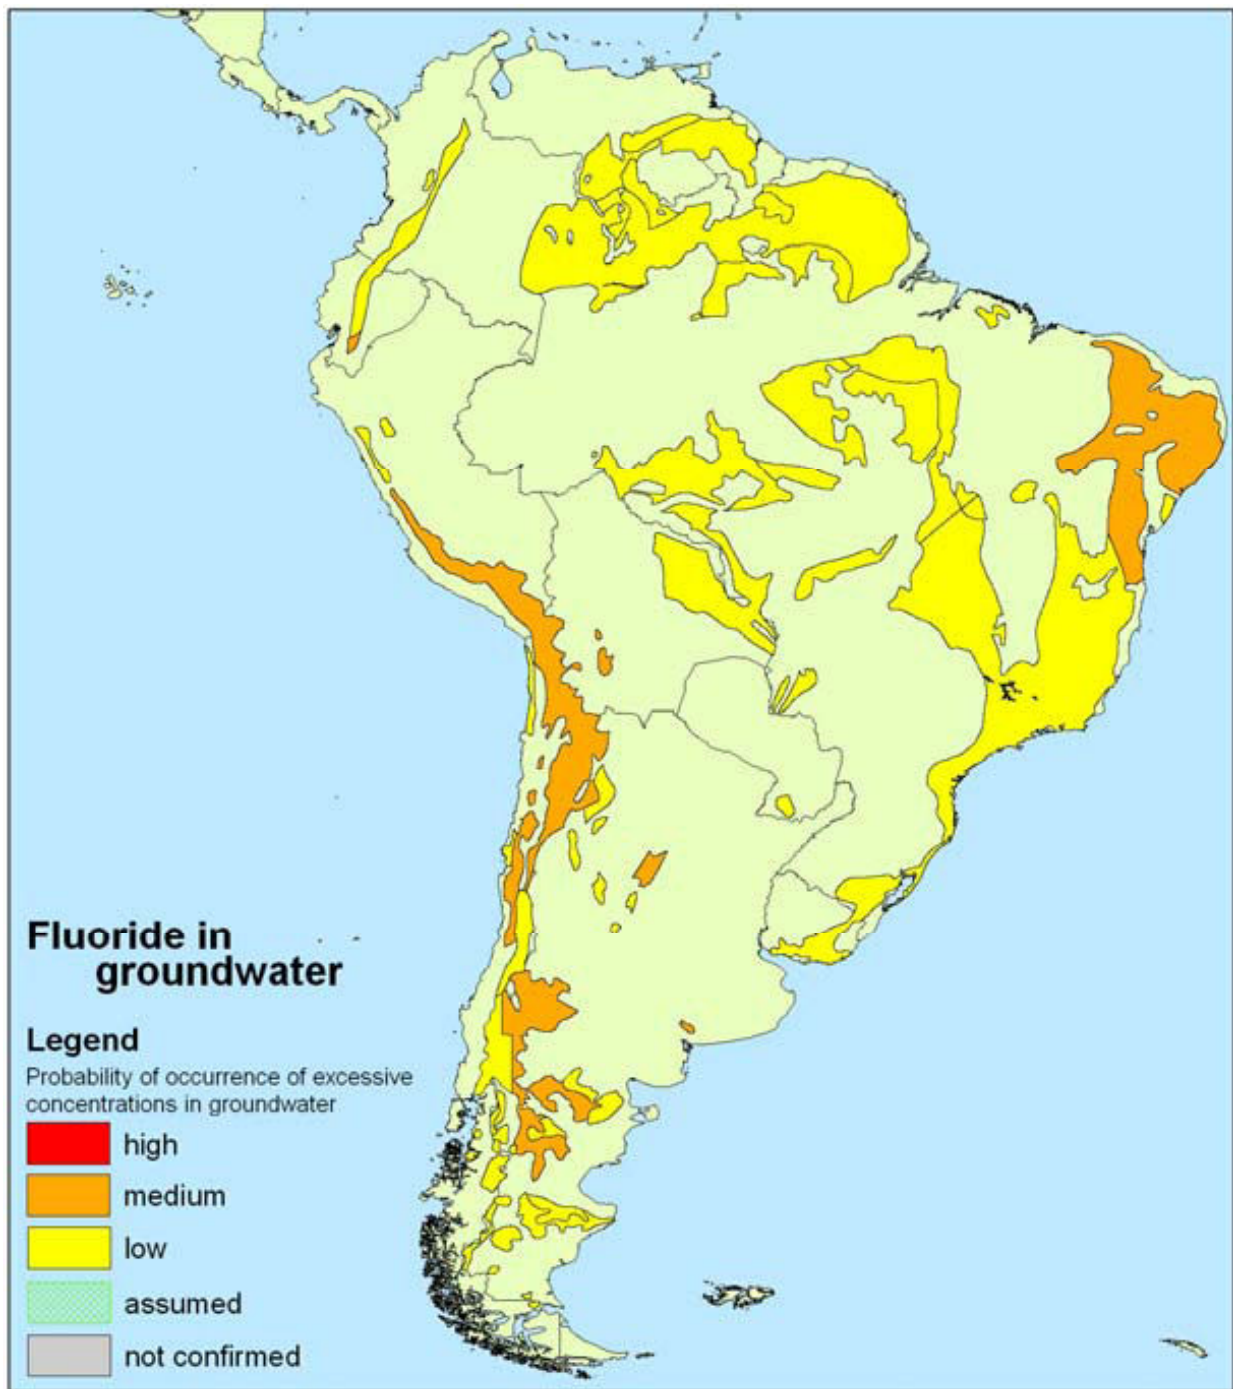 Fluoride in
groundwater
Legend
Probability of occurrence of excessive
concentrations in groundwater
high
medium
low
assumed
not confirmed